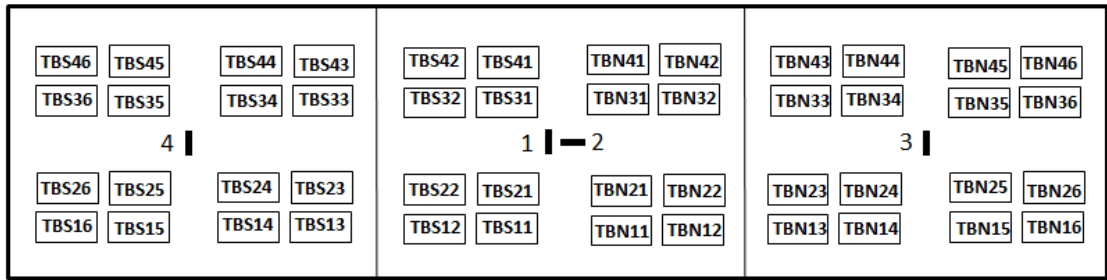 TBS46 TBS45 TBS44 TBS43 TBS42 TBS41 TBN41 TBN42 TBN43 TBN44 TBN45 TBN46
TBS36 TBS35 TBS34 TBS33 TBS32 TBS31 TBN31 TBN32 TBN33 TBN34 TBN35 TBN36
4 1 2 3
TBS26 TBS25 TBS24 TBS23 TBS22 TBS21 TBN21 TBN22 TBN23 TBN24 TBN25 TBN26
TBS16 TBS15 TBS14 TBS13 TBS12 TBS11 TBN11 TBN12 TBN13 TBN14 TBN15 TBN16